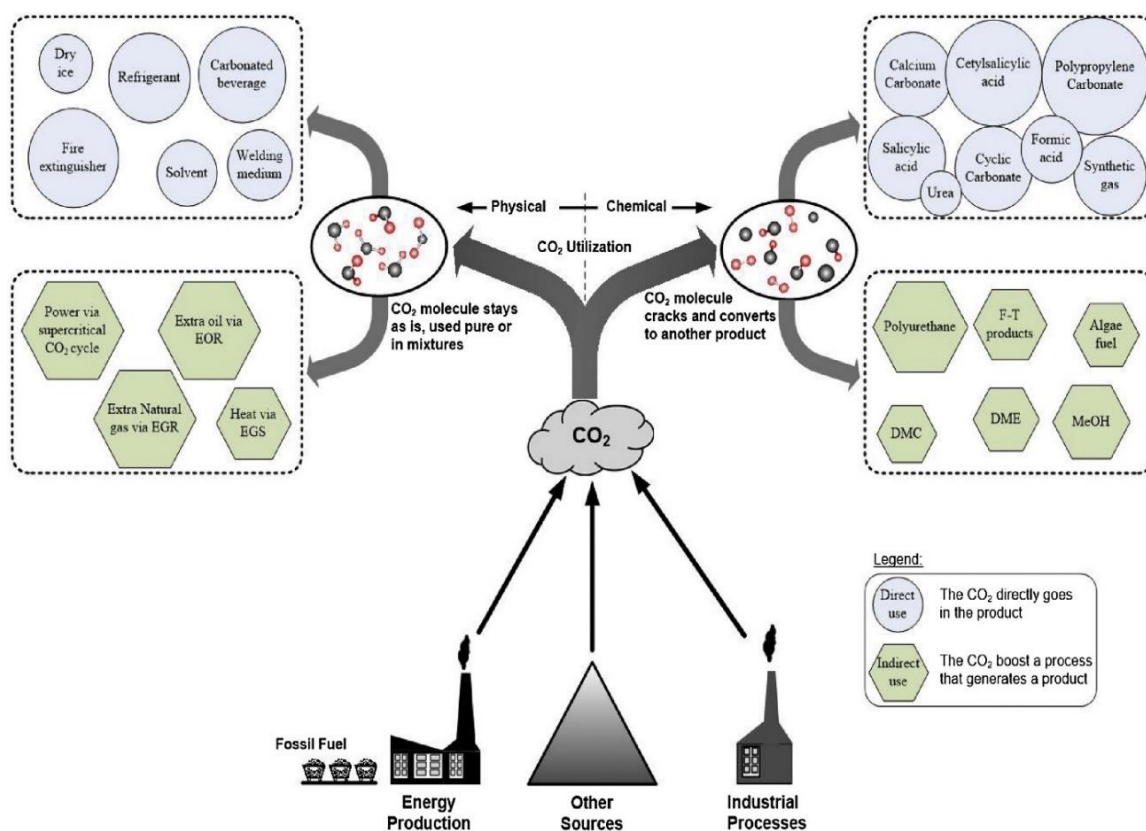 Dry
ice
Refrigerant
Carbonated
beverage
Fire
extinguisher
Solvent
Welding
medium
Calcium
Carbonate
Cetylsalicylic
acid
Polypropylene
Carbonate
Salicylic
acid
Urea
Cyclic
Carbonate
Formic
acid
Synthetic
gas
Physical
Chemical
CO₂ Utilization
CO₂ molecule stays
as is, used pure or
in mixtures
CO₂ molecule
cracks and converts
to another product
Power via
supercritical
CO₂ cycle
Extra oil via
EOR
Extra Natural
gas via EGR
Heat via
EGS
Polyurethane
F-T
products
Algae
fuel
DMC
DME
MeOH
CO₂
Legend:
Direct
use
The CO₂ directly goes
in the product
Indirect
use
The CO₂ boost a process
that generates a product
Fossil Fuel
Energy
Production
Other
Sources
Industrial
Processes